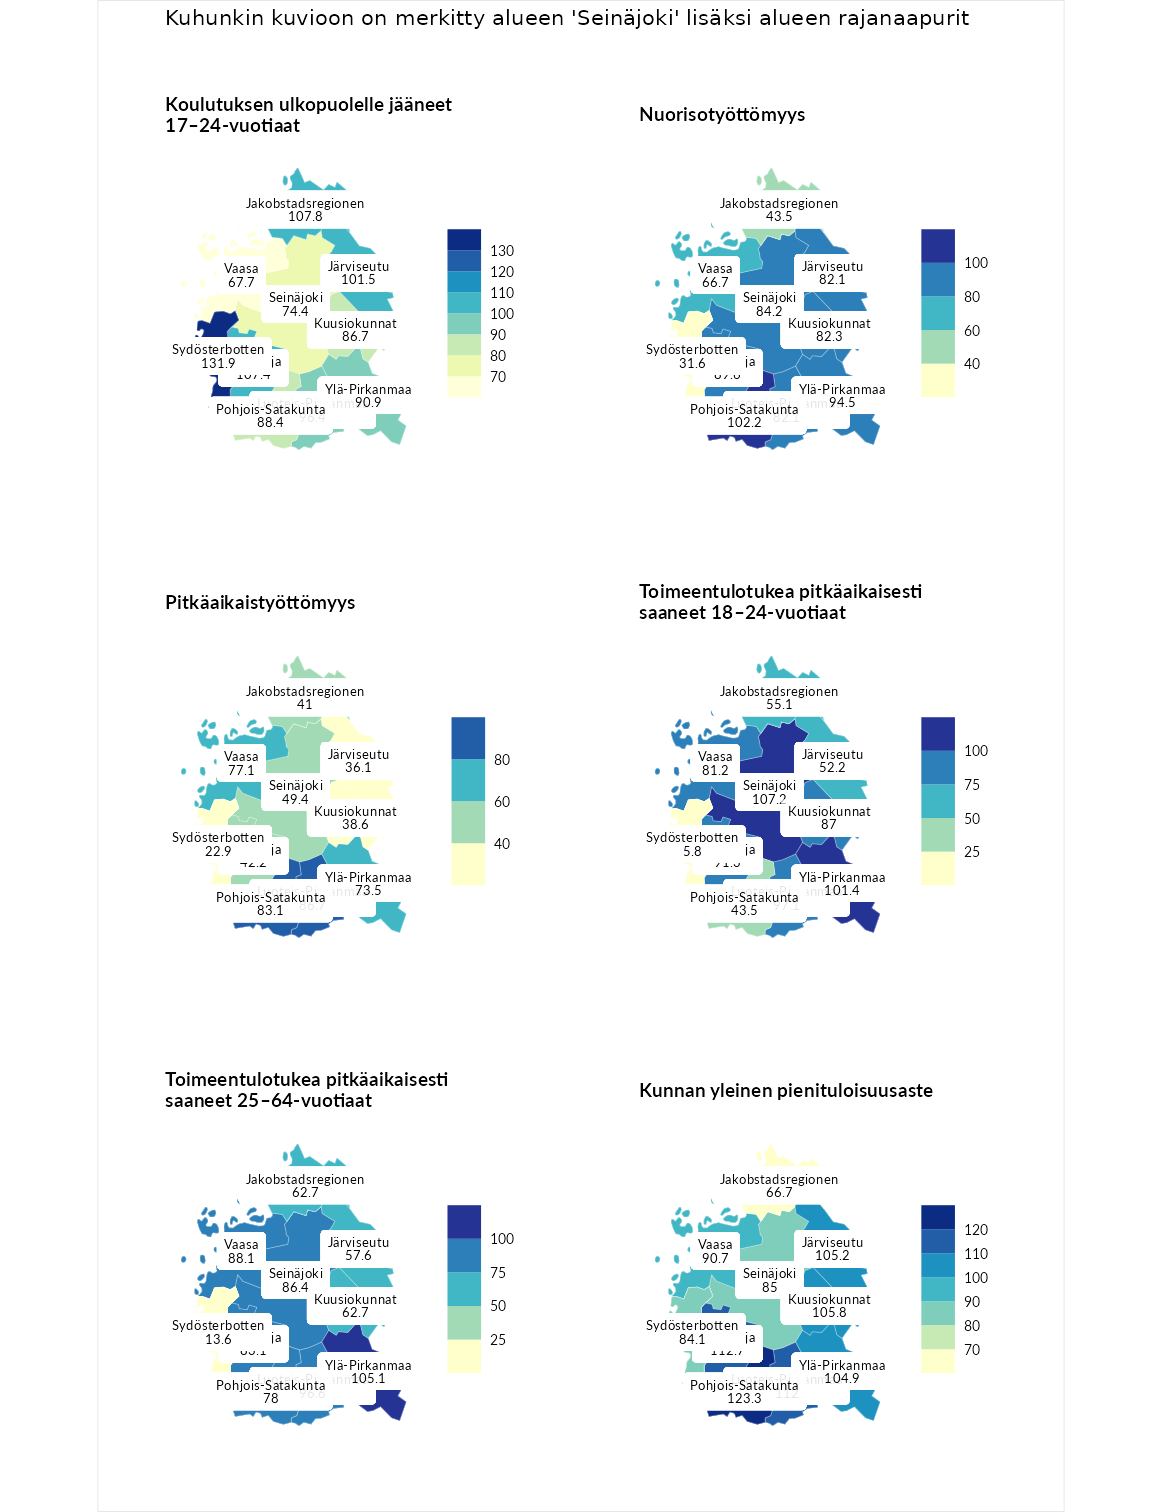 Kuhunkin kuvioon on merkitty alueen 'Seinäjoki' lisäksi alueen rajanaapurit
Koulutuksen ulkopuolelle jääneet
17–24-vuotiaat
Jakobstadsregionen
107.8
Vaasa
67.7
Järviseutu
101.5
Seinäjoki
74.4
Kuusiokunnat
86.7
Sydösterbotten
131.9
ja
Ylä-Pirkanmaa
90.9
Pohjois-Satakunta
88.4
130
120
110
100
90
80
70
Nuorisotyöttömyys
Jakobstadsregionen
43.5
Vaasa
66.7
Järviseutu
82.1
Seinäjoki
84.2
Kuusiokunnat
82.3
Sydösterbotten
31.6
ja
Ylä-Pirkanmaa
94.5
Pohjois-Satakunta
102.2
100
80
60
40
Pitkäaikaistyöttömyys
Jakobstadsregionen
41
Vaasa
77.1
Järviseutu
36.1
Seinäjoki
49.4
Kuusiokunnat
38.6
Sydösterbotten
22.9
ja
Ylä-Pirkanmaa
73.5
Pohjois-Satakunta
83.1
80
60
40
Toimeentulotukea pitkäaikaisesti
saaneet 18–24-vuotiaat
Jakobstadsregionen
55.1
Vaasa
81.2
Järviseutu
52.2
Seinäjoki
107.2
Kuusiokunnat
87
Sydösterbotten
5.8
ja
Ylä-Pirkanmaa
101.4
Pohjois-Satakunta
43.5
100
75
50
25
Toimeentulotukea pitkäaikaisesti
saaneet 25–64-vuotiaat
Jakobstadsregionen
62.7
Vaasa
88.1
Järviseutu
57.6
Seinäjoki
86.4
Kuusiokunnat
62.7
Sydösterbotten
13.6
ja
Ylä-Pirkanmaa
105.1
Pohjois-Satakunta
78
100
75
50
25
Kunnan yleinen pienituloisuusaste
Jakobstadsregionen
66.7
Vaasa
90.7
Järviseutu
105.2
Seinäjoki
85
Kuusiokunnat
105.8
Sydösterbotten
84.1
ja
Ylä-Pirkanmaa
104.9
Pohjois-Satakunta
123.3
120
110
100
90
80
70